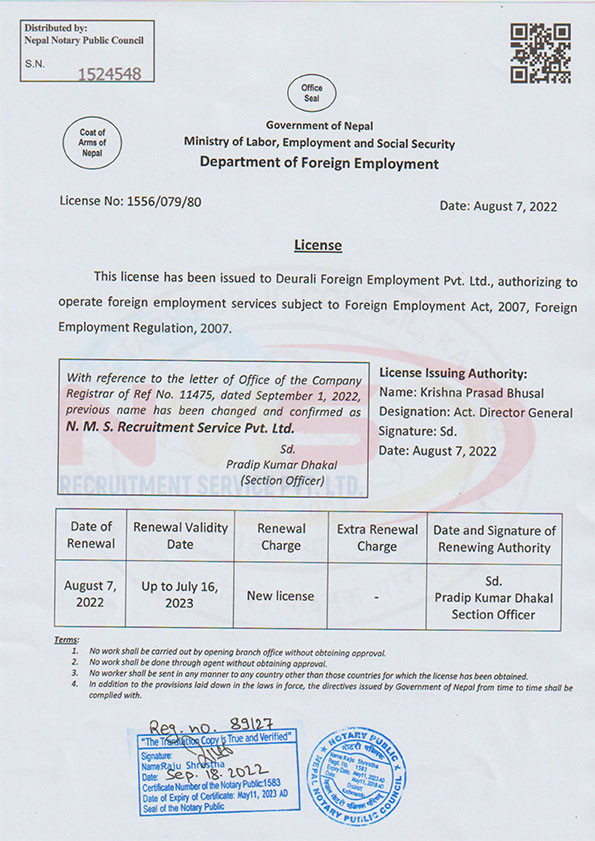 Distributed by:
Nepal Notary Public Council
S.N.
1524548
Office
Seal
Coat of
Arms of
Nepal
Government of Nepal
Ministry of Labor, Employment and Social Security
Department of Foreign Employment
License No: 1556/079/80
Date: August 7, 2022
License
This license has been issued to Deurali Foreign Employment Pvt. Ltd., authorizing to
operate foreign employment services subject to Foreign Employment Act, 2007, Foreign
Employment Regulation, 2007.
With reference to the letter of Office of the Company
Registrar of Ref No. 11475, dated September 1, 2022,
previous name has been changed and confirmed as
N. M. S. Recruitment Service Pvt. Ltd.
Sd.
Pradip Kumar Dhakal
(Section Officer)
License Issuing Authority:
Name: Krishna Prasad Bhusal
Designation: Act. Director General
Signature: Sd.
Date: August 7, 2022
NMS
RECRUITMENT SERVICE PVT. LTD.
Date of Renewal | Renewal Validity Date | Renewal Charge | Extra Renewal Charge | Date and Signature of Renewing Authority
August 7, 2022 | Up to July 16, 2023 | New license | - | Sd. Pradip Kumar Dhakal Section Officer
Terms:
1. No work shall be carried out by opening branch office without obtaining approval.
2. No work shall be done through agent without obtaining approval.
3. No worker shall be sent in any manner to any country other than those countries for which the license has been obtained.
4. In addition to the provisions laid down in the laws in force, the directives issued by Government of Nepal from time to time shall be
complied with.
Reg. no. 89/27
"The Translation Copy is True and Verified"
Signature:
Name:Raju Shrestha
Date: Sep. 18. 2022
Certificate Number of the Notary Public:1583
Date of Expiry of Certificate: May11, 2023 AD
Seal of the Notary Public
NOTARY PUBLIC
नोटरी पब्लिक
Name:Raju Shrestha
Regd. No.
1583
Expiry Date: May11, 2023 AD
NEPAL NOTARY PUBLIC COUNCIL